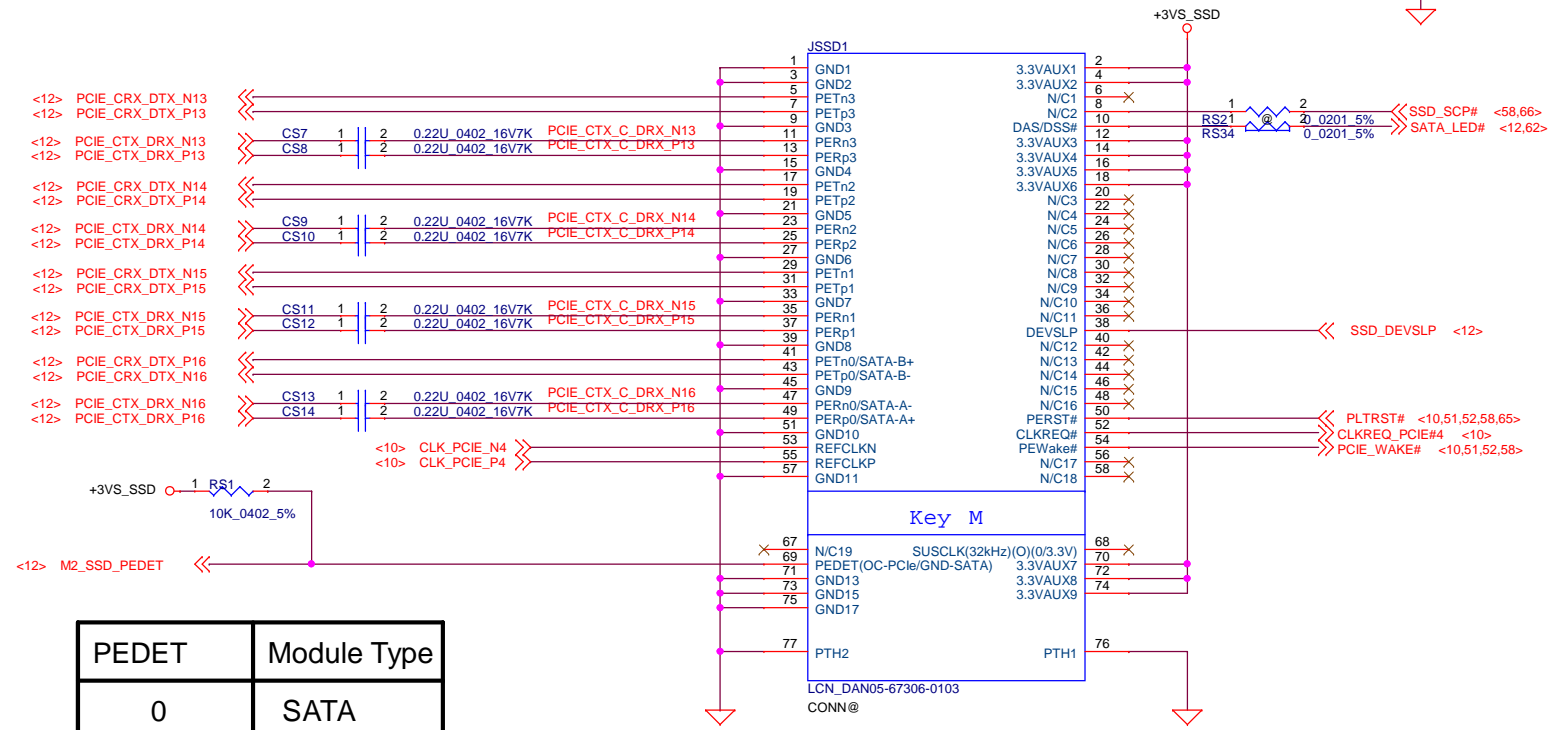 +3VS_SSD
JSSD1
1 GND1 3.3VAUX1 2
3 GND2 3.3VAUX2 4
<12> PCIE_CRX_DTX_N13 5 PETn3 N/C1 6
<12> PCIE_CRX_DTX_P13 7 PETp3 N/C2 8 1 RS2 2 0_0201_5% SSD_SCP# <58,66>
9 GND3 DAS/DSS# 10 1 RS34 @ 2 0_0201_5% SATA_LED# <12,62>
<12> PCIE_CTX_DRX_N13 CS7 1 2 0.22U_0402_16V7K PCIE_CTX_C_DRX_N13 11 PERn3 3.3VAUX3 12
<12> PCIE_CTX_DRX_P13 CS8 1 2 0.22U_0402_16V7K PCIE_CTX_C_DRX_P13 13 PERp3 3.3VAUX4 14
15 GND4 3.3VAUX5 16
<12> PCIE_CRX_DTX_N14 17 PETn2 3.3VAUX6 18
<12> PCIE_CRX_DTX_P14 19 PETp2 N/C3 20
21 GND5 N/C4 22
<12> PCIE_CTX_DRX_N14 CS9 1 2 0.22U_0402_16V7K PCIE_CTX_C_DRX_N14 23 PERn2 N/C5 24
<12> PCIE_CTX_DRX_P14 CS10 1 2 0.22U_0402_16V7K PCIE_CTX_C_DRX_P14 25 PERp2 N/C6 26
27 GND6 N/C7 28
<12> PCIE_CRX_DTX_N15 29 PETn1 N/C8 30
<12> PCIE_CRX_DTX_P15 31 PETp1 N/C9 32
33 GND7 N/C10 34
<12> PCIE_CTX_DRX_N15 CS11 1 2 0.22U_0402_16V7K PCIE_CTX_C_DRX_N15 35 PERn1 N/C11 36
<12> PCIE_CTX_DRX_P15 CS12 1 2 0.22U_0402_16V7K PCIE_CTX_C_DRX_P15 37 PERp1 DEVSLP 38 SSD_DEVSLP <12>
39 GND8 N/C12 40
<12> PCIE_CRX_DTX_P16 41 PETn0/SATA-B+ N/C13 42
<12> PCIE_CRX_DTX_N16 43 PETp0/SATA-B- N/C14 44
45 GND9 N/C15 46
<12> PCIE_CTX_DRX_N16 CS13 1 2 0.22U_0402_16V7K PCIE_CTX_C_DRX_N16 47 PERn0/SATA-A- N/C16 48
<12> PCIE_CTX_DRX_P16 CS14 1 2 0.22U_0402_16V7K PCIE_CTX_C_DRX_P16 49 PERp0/SATA-A+ PERST# 50 PLTRST# <10,51,52,58,65>
51 GND10 CLKREQ# 52 CLKREQ_PCIE#4 <10>
<10> CLK_PCIE_N4 53 REFCLKN PEWake# 54 PCIE_WAKE# <10,51,52,58>
<10> CLK_PCIE_P4 55 REFCLKP N/C17 56
57 GND11 N/C18 58
+3VS_SSD 1 RS1 2
10K_0402_5%
Key M
67 N/C19 SUSCLK(32kHz)(O)(0/3.3V) 68
<12> M2_SSD_PEDET 69 PEDET(OC-PCIe/GND-SATA) 3.3VAUX7 70
71 GND13 3.3VAUX8 72
73 GND15 3.3VAUX9 74
75 GND17
77 PTH2 PTH1 76
LCN_DAN05-67306-0103
CONN@
PEDET Module Type
0 SATA